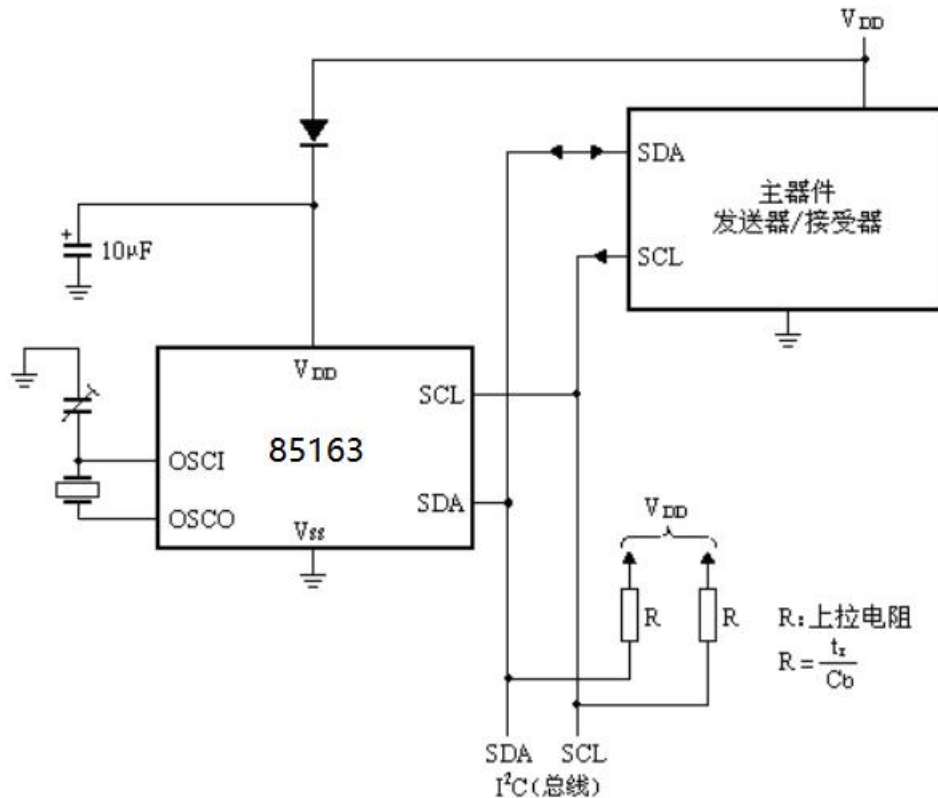 VDD
SDA
主器件
发送器/接受器
SCL
+
10μF
VDD
SCL
85163
OSCI
SDA
OSCO
VSS
VDD
R
R
R:上拉电阻
R=tr/Cb
SDA SCL
I²C(总线)